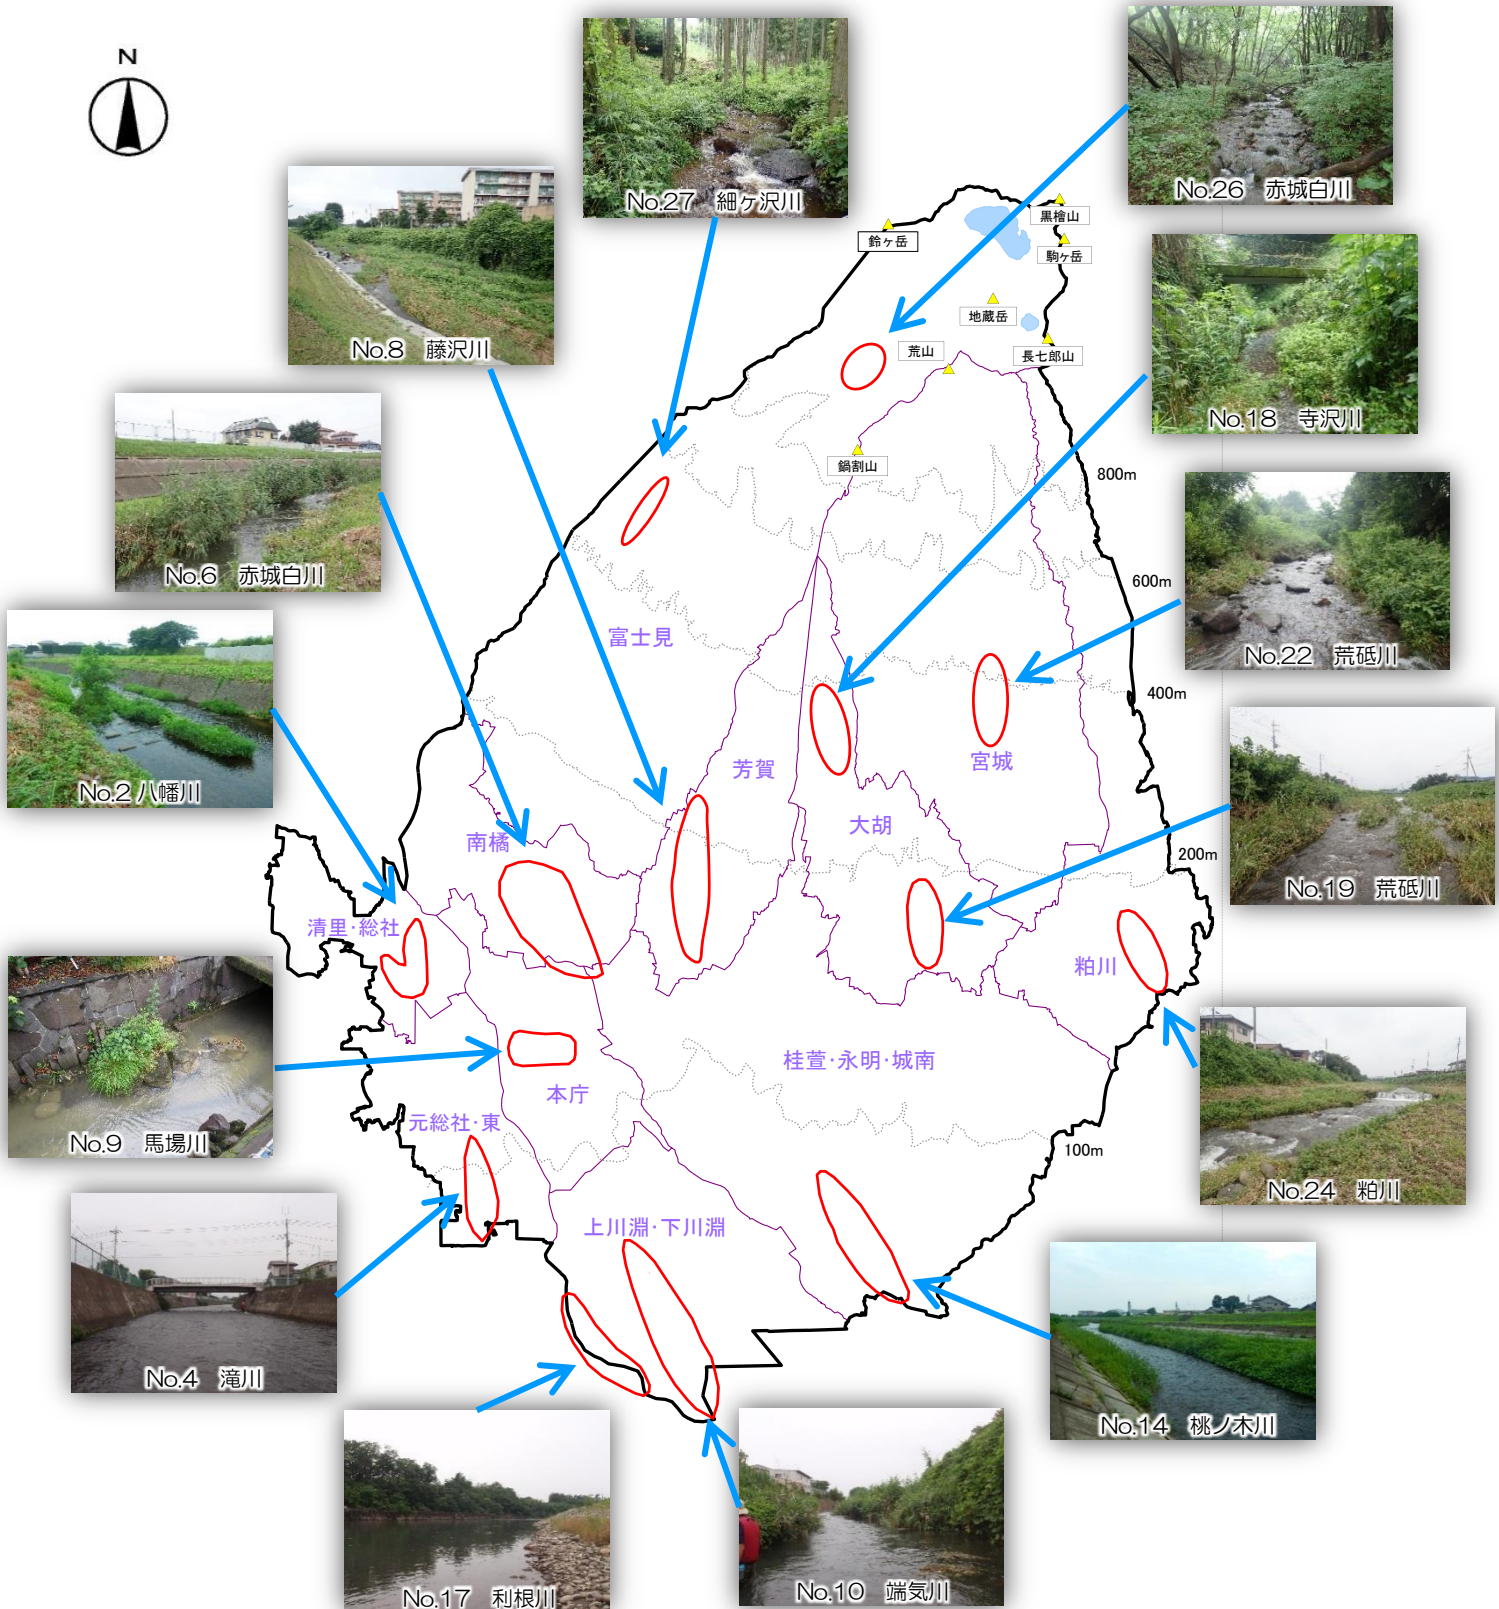 N
No.27 細ヶ沢川
No.26 赤城白川
No.8 藤沢川
黒檜山
鈴ヶ岳
駒ヶ岳
地蔵岳
荒山
長七郎山
No.18 寺沢川
No.6 赤城白川
鍋割山
800m
600m
No.22 荒砥川
富士見
400m
No.2 八幡川
芳賀
宮城
南橘
大胡
200m
No.19 荒砥川
清里・総社
粕川
桂萱・永明・城南
本庁
元総社・東
No.9 馬場川
100m
No.24 粕川
上川淵・下川淵
No.4 滝川
No.14 桃ノ木川
No.17 利根川
No.10 端気川